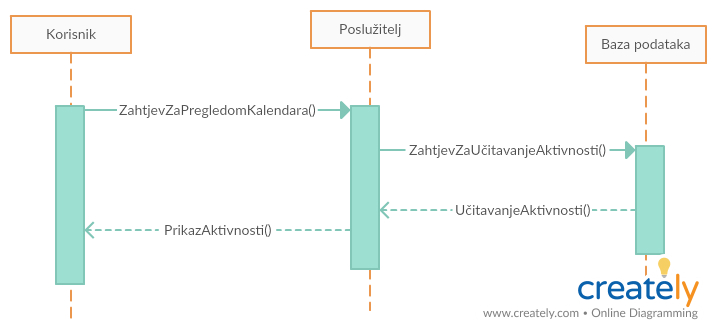 Korisnik
Poslužitelj
Baza podataka
ZahtjevZaPregledomKalendara()
ZahtjevZaUčitavanjeAktivnosti()
UčitavanjeAktivnosti()
PrikazAktivnosti()
creately
www.creately.com • Online Diagramming